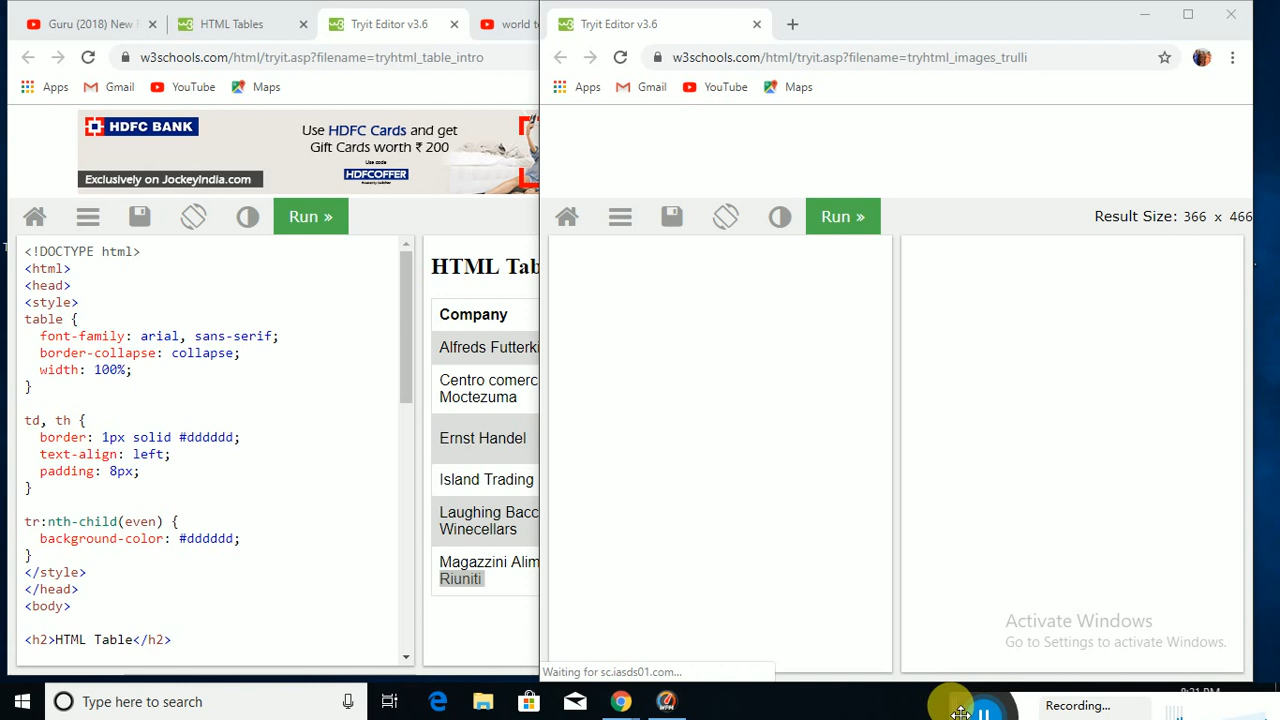 Guru (2018) New
HTML Tables
Tryit Editor v3.6
world to
w3schools.com/html/tryit.asp?filename=tryhtml_table_intro
Apps
Gmail
YouTube
Maps
HDFC BANK
Use HDFC Cards and get
Gift Cards worth ₹ 200
Use code
HDFCOFFER
Exclusively on JockeyIndia.com
Run »
<!DOCTYPE html>
<html>
<head>
<style>
table {
font-family: arial, sans-serif;
border-collapse: collapse;
width: 100%;
}
td, th {
border: 1px solid #dddddd;
text-align: left;
padding: 8px;
}
tr:nth-child(even) {
background-color: #dddddd;
}
</style>
</head>
<body>
<h2>HTML Table</h2>
HTML Tab
Company
Alfreds Futterki
Centro comerc
Moctezuma
Ernst Handel
Island Trading
Laughing Bacc
Winecellars
Magazzini Alim
Riuniti
Tryit Editor v3.6
w3schools.com/html/tryit.asp?filename=tryhtml_images_trulli
Apps
Gmail
YouTube
Maps
Run »
Result Size: 366 x 466
Activate Windows
Go to Settings to activate Windows.
Waiting for sc.iasds01.com...
Type here to search
Recording...